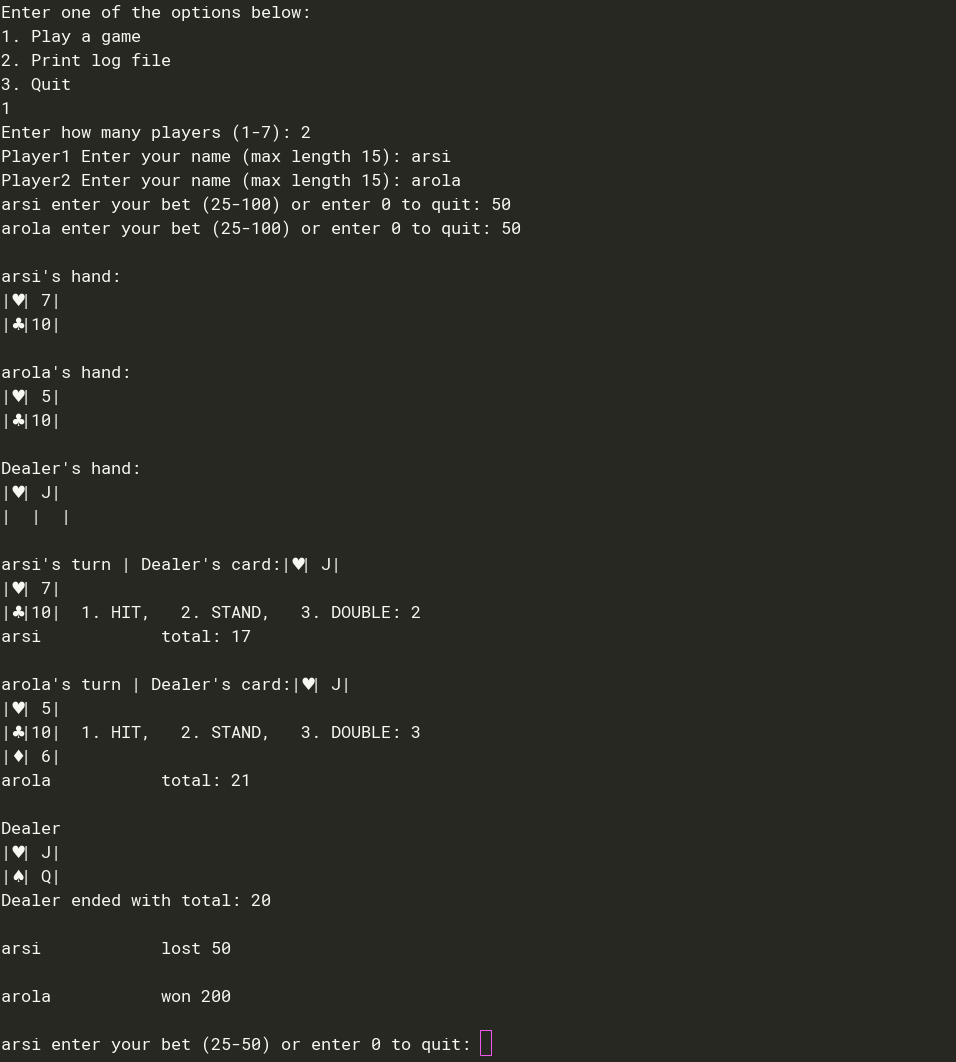 Enter one of the options below:
1. Play a game
2. Print log file
3. Quit
1
Enter how many players (1-7): 2
Player1 Enter your name (max length 15): arsi
Player2 Enter your name (max length 15): arola
arsi enter your bet (25-100) or enter 0 to quit: 50
arola enter your bet (25-100) or enter 0 to quit: 50
arsi's hand:
|♥| 7|
|♣|10|
arola's hand:
|♥| 5|
|♣|10|
Dealer's hand:
|♥| J|
|  |  |
arsi's turn | Dealer's card:|♥| J|
|♥| 7|
|♣|10|  1. HIT,   2. STAND,   3. DOUBLE: 2
arsi            total: 17
arola's turn | Dealer's card:|♥| J|
|♥| 5|
|♣|10|  1. HIT,   2. STAND,   3. DOUBLE: 3
|♦| 6|
arola           total: 21
Dealer
|♥| J|
|♠| Q|
Dealer ended with total: 20
arsi            lost 50
arola           won 200
arsi enter your bet (25-50) or enter 0 to quit: